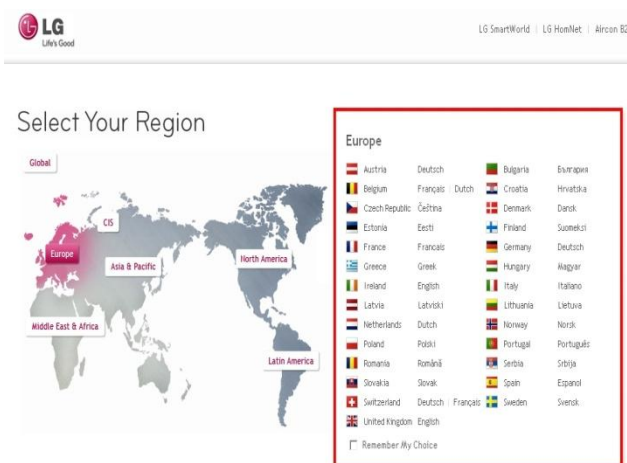 LG
Life's Good
LG SmartWorld | LG HomNet | Aircon B2
Select Your Region
Global
CIS
Europe
Asia & Pacific
North America
Middle East & Africa
Latin America
Europe
Austria Deutsch Bulgaria България
Belgium Français | Dutch Croatia Hrvatska
Czech Republic Čeština Denmark Dansk
Estonia Eesti Finland Suomeksi
France Francais Germany Deutsch
Greece Greek Hungary Magyar
Ireland English Italy Italiano
Latvia Latviski Lithuania Lietuva
Netherlands Dutch Norway Norsk
Poland Polski Portugal Português
Romania Română Serbia Srbija
Slovakia Slovak Spain Espanol
Switzerland Deutsch | Français Sweden Svensk
United Kingdom English
Remember My Choice